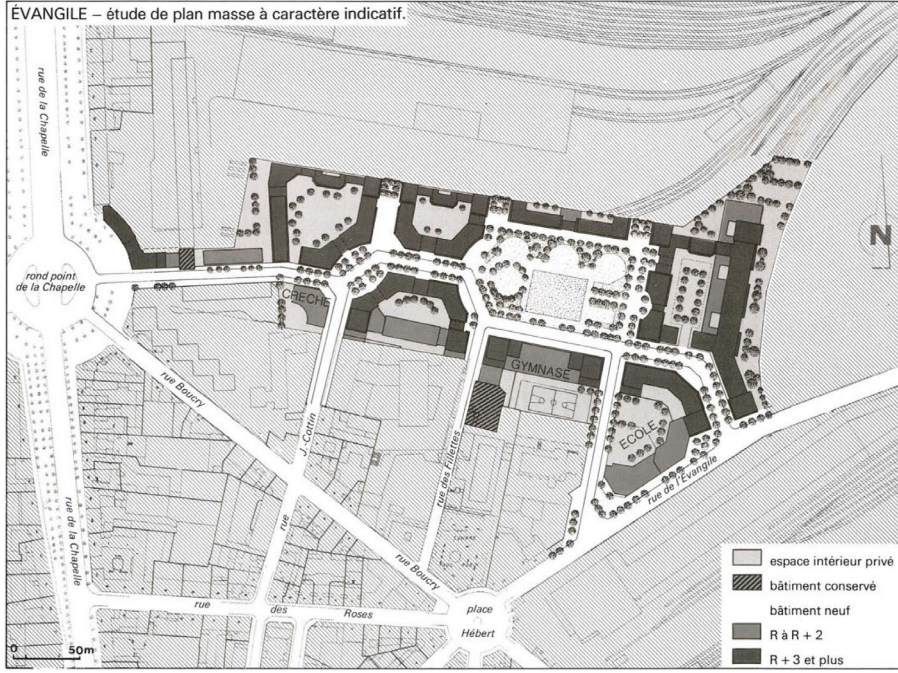 ÉVANGILE – étude de plan masse à caractère indicatif.
rue de la Chapelle
rond point
de la Chapelle
CRECHE
GYMNASE
ECOLE
N
rue Boucry
J.-Cottin
rue
rue des Fillettes
rue de l'Évangile
rue de la Chapelle
SQUARE
rue Boucry
rue
des
Roses
place
Hébert
espace intérieur privé
bâtiment conservé
bâtiment neuf
R à R + 2
R + 3 et plus
0
50m